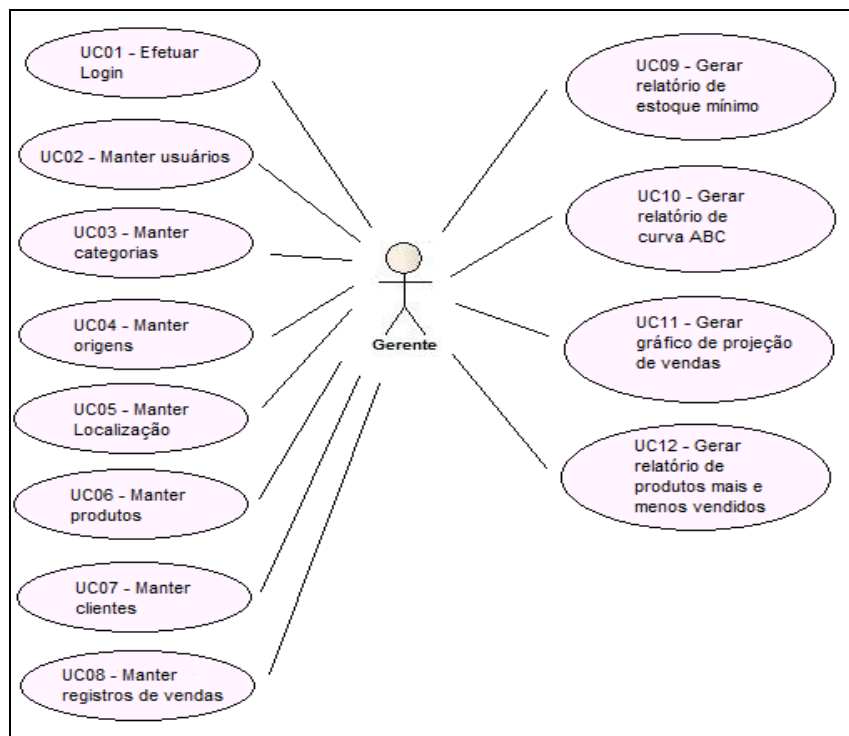 UC01 - Efetuar
Login
UC02 - Manter usuários
UC03 - Manter
categorias
UC04 - Manter
origens
UC05 - Manter
Localização
UC06 - Manter
produtos
UC07 - Manter
clientes
UC08 - Manter
registros de vendas
Gerente
UC09 - Gerar
relatório de
estoque mínimo
UC10 - Gerar
relatório de
curva ABC
UC11 - Gerar
gráfico de projeção
de vendas
UC12 - Gerar
relatório de
produtos mais e
menos vendidos